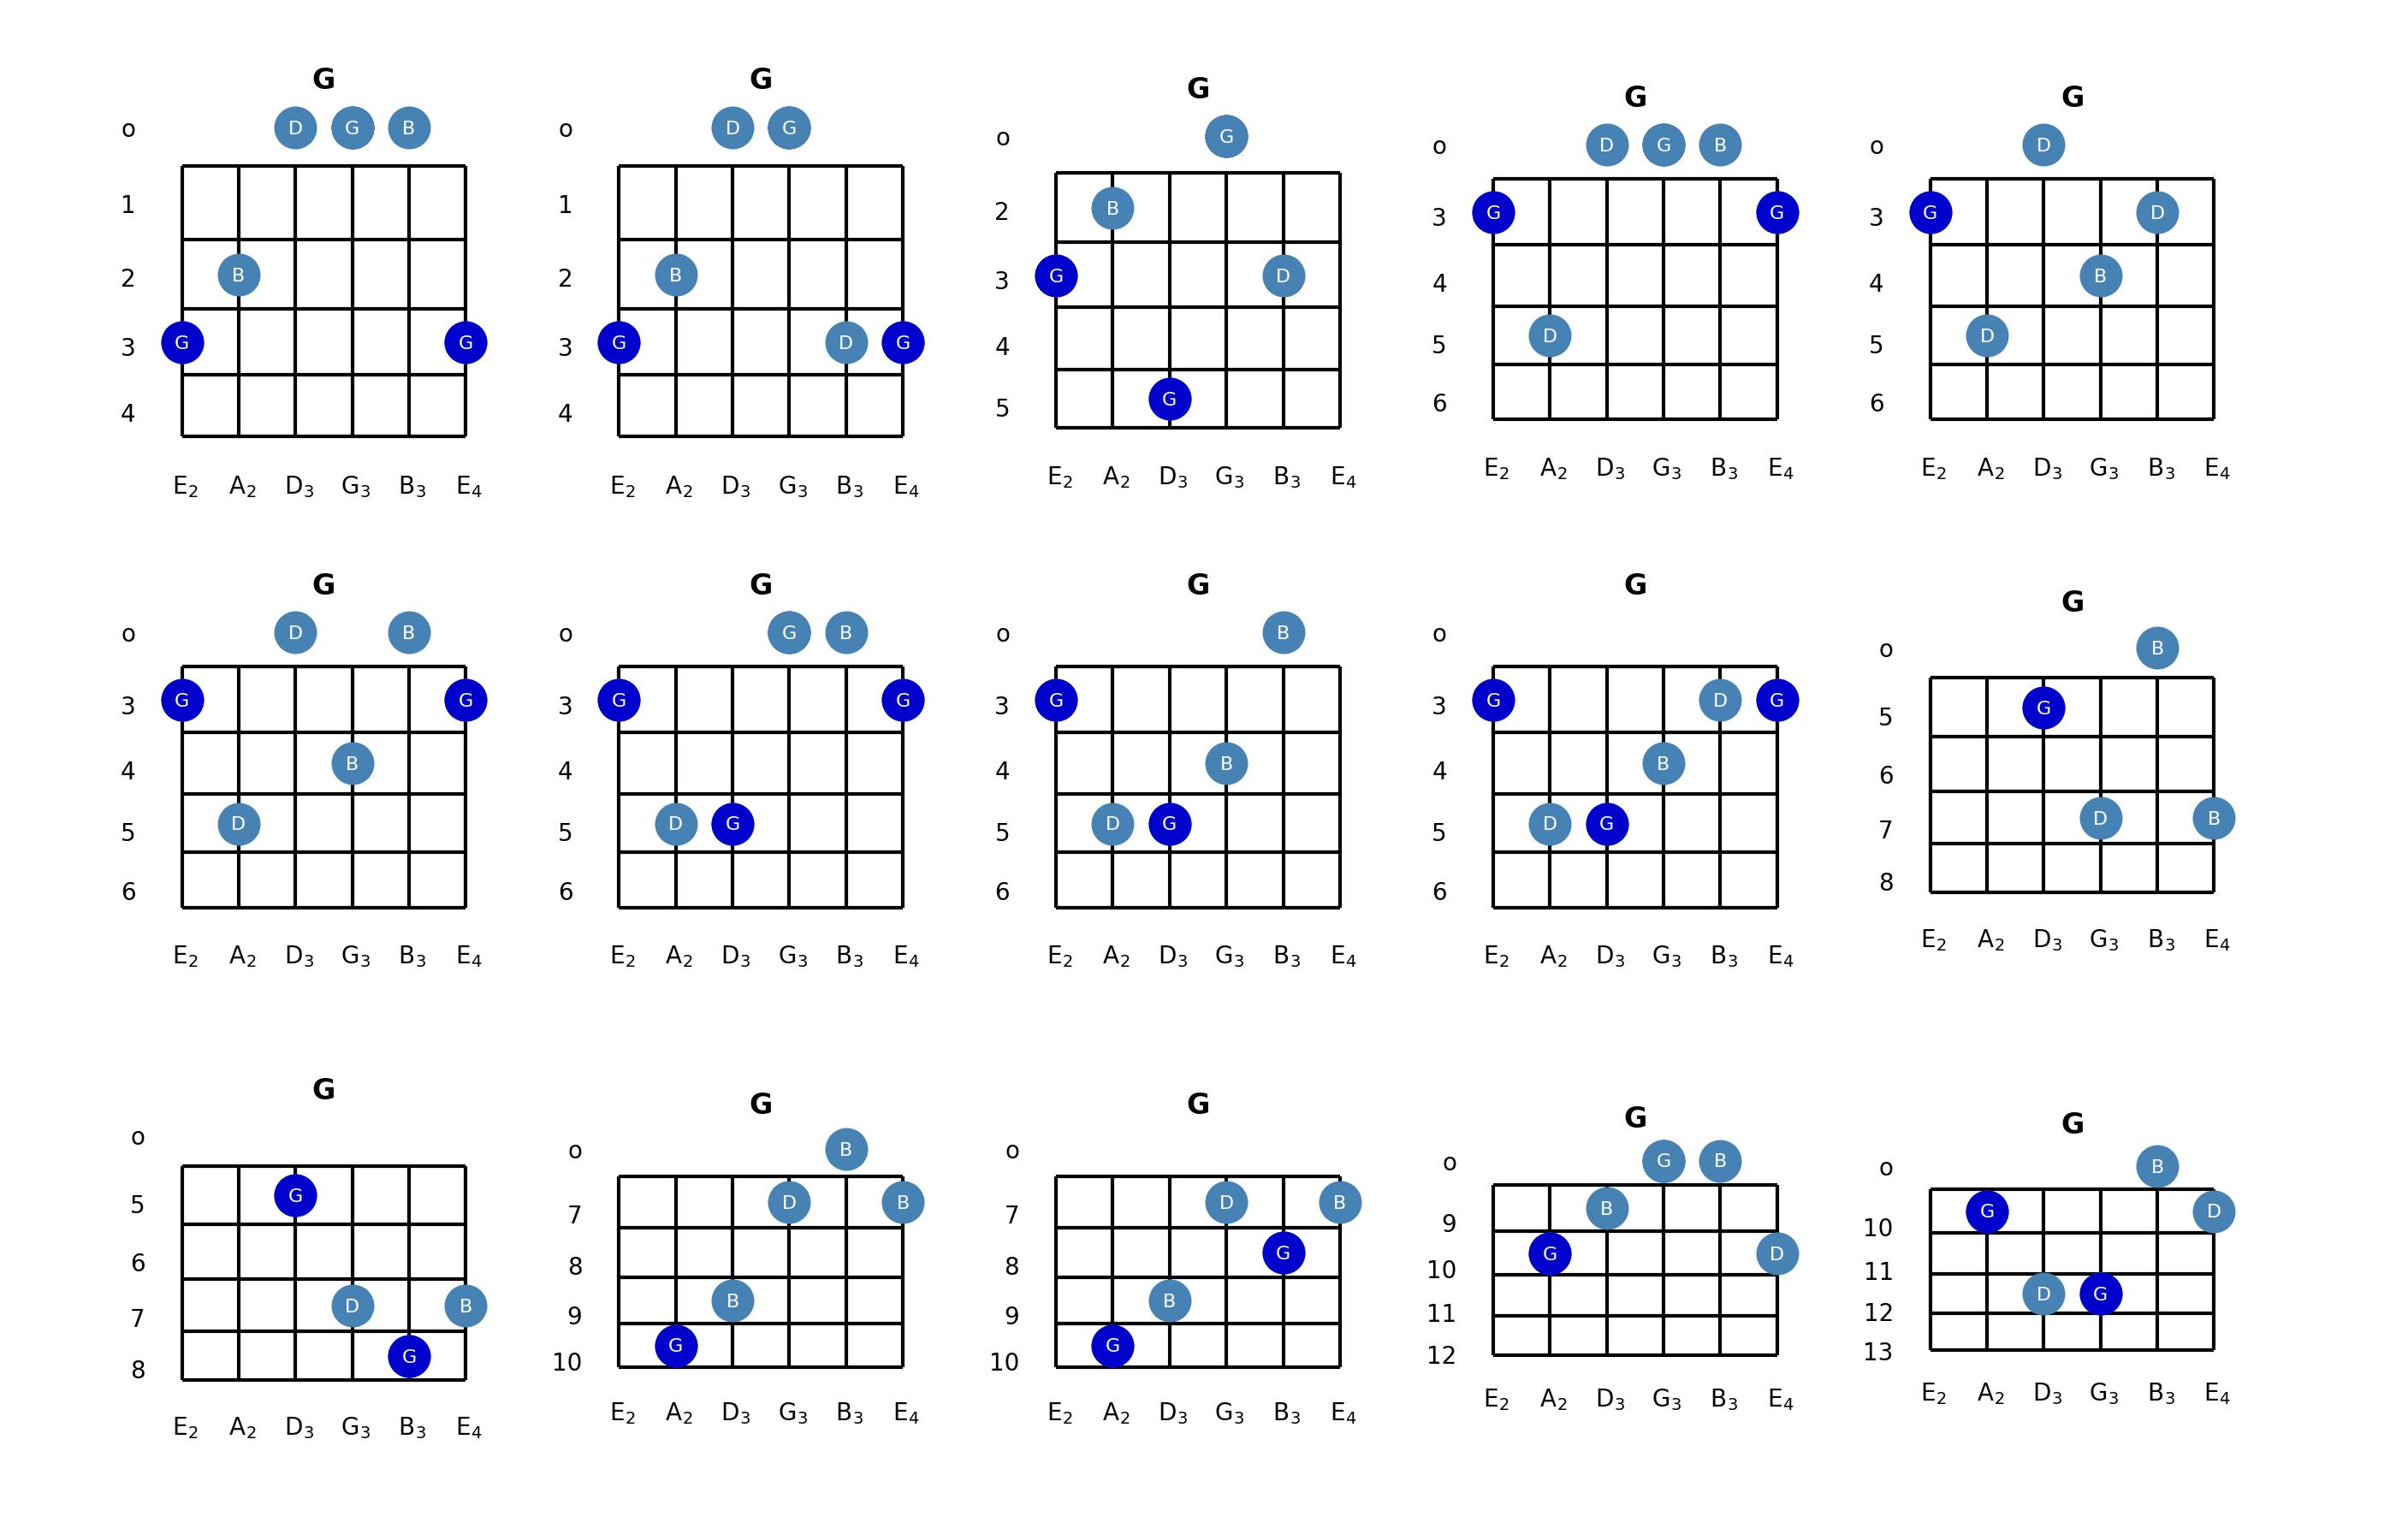 G G G G G
o D G B
o D G
o G
o D G B
o D
1 1 2 B 3 G G 3 G D
2 B 2 B 3 G D 4 4 B
3 G G 3 G D G 4 5 D 5 D
4 4 5 G 6 6
E₂ A₂ D₃ G₃ B₃ E₄
E₂ A₂ D₃ G₃ B₃ E₄
E₂ A₂ D₃ G₃ B₃ E₄
E₂ A₂ D₃ G₃ B₃ E₄
E₂ A₂ D₃ G₃ B₃ E₄
G G G G G
o D B
o G B
o B
o
o B
3 G G 3 G G 3 G 3 G D G 5 G
4 B 4 4 B 4 B 6
5 D 5 D G 5 D G 5 D G 7 D B
6 6 6 6 8
E₂ A₂ D₃ G₃ B₃ E₄
E₂ A₂ D₃ G₃ B₃ E₄
E₂ A₂ D₃ G₃ B₃ E₄
E₂ A₂ D₃ G₃ B₃ E₄
E₂ A₂ D₃ G₃ B₃ E₄
G G G G G
o
o B
o
o G B
o B
5 G 7 D B 7 D B 9 B 10 G D
6 8 8 G 10 G D 11
7 D B 9 B 9 B 11 12 D G
8 G 10 G 10 G 12 13
E₂ A₂ D₃ G₃ B₃ E₄
E₂ A₂ D₃ G₃ B₃ E₄
E₂ A₂ D₃ G₃ B₃ E₄
E₂ A₂ D₃ G₃ B₃ E₄
E₂ A₂ D₃ G₃ B₃ E₄